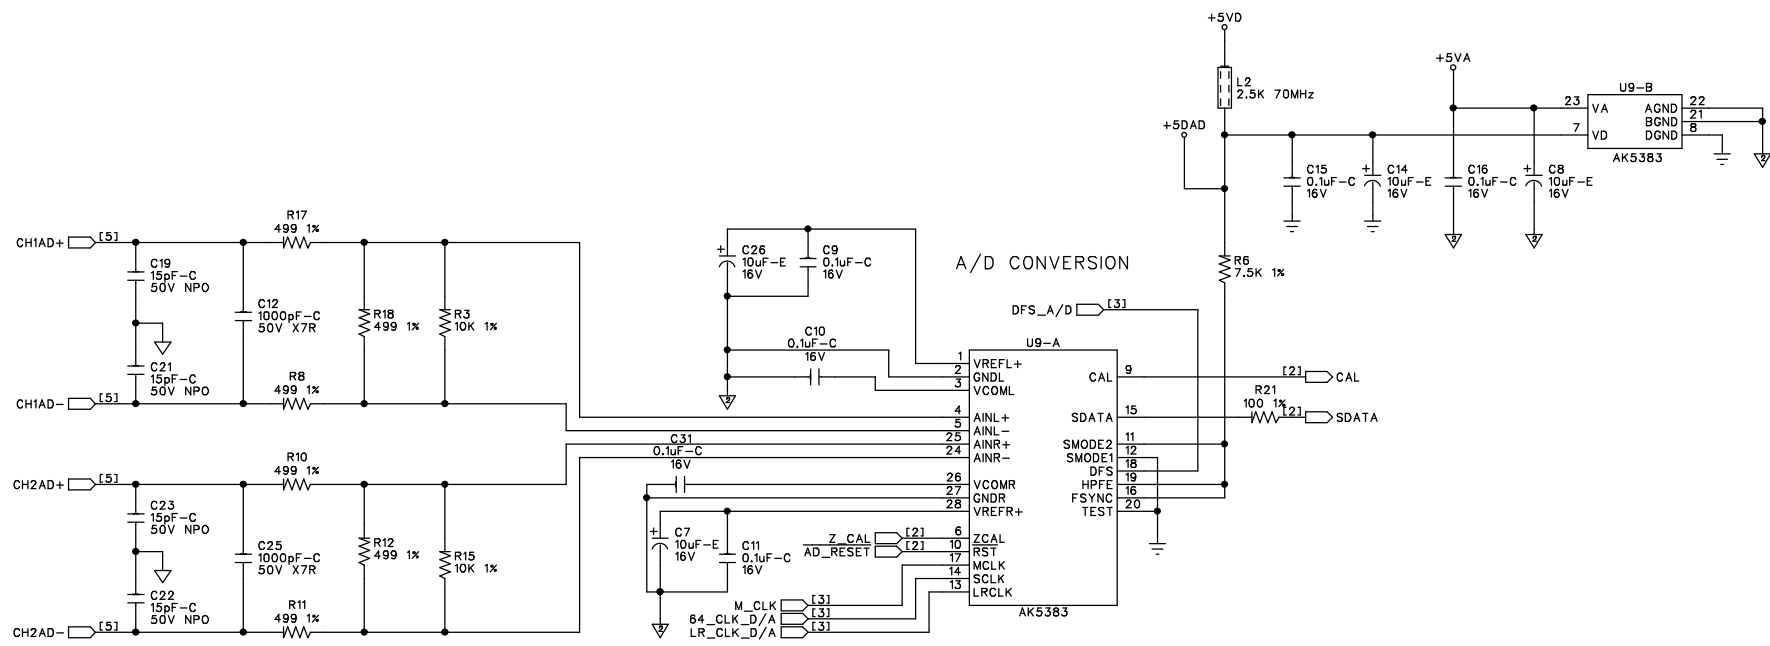 +5VD
L2
2.5K 70MHz
+5DAD
+5VA
U9-B
23 VA AGND 22
BGND 21
7 VD DGND 8
AK5383
C15
0.1uF-C
16V
+ C14
10uF-E
16V
C16
0.1uF-C
16V
+ C8
10uF-E
16V
2
2
2
R6
7.5K 1%
A/D CONVERSION
CH1AD+ [5]
R17
499 1%
C19
15pF-C
50V NPO
C12
1000pF-C
50V X7R
R18
499 1%
R3
10K 1%
C21
15pF-C
50V NPO
R8
499 1%
CH1AD- [5]
CH2AD+ [5]
R10
499 1%
C23
15pF-C
50V NPO
C25
1000pF-C
50V X7R
R12
499 1%
R15
10K 1%
C22
15pF-C
50V NPO
R11
499 1%
CH2AD- [5]
+ C26
10uF-E
16V
C9
0.1uF-C
16V
C10
0.1uF-C
16V
2
C31
0.1uF-C
16V
+ C7
10uF-E
16V
C11
0.1uF-C
16V
2
DFS_A/D [3]
U9-A
1 VREFL+
2 GNDL
3 VCOML
4 AINL+
5 AINL-
25 AINR+
24 AINR-
26 VCOMR
27 GNDR
28 VREFR+
6 ZCAL
10 RST
17 MCLK
14 SCLK
13 LRCLK
CAL 9
SDATA 15
SMODE2 11
SMODE1 12
DFS 18
HPFE 19
FSYNC 16
TEST 20
AK5383
Z_CAL [2]
AD_RESET [2]
M_CLK [3]
64_CLK_D/A [3]
LR_CLK_D/A [3]
[2] CAL
R21
100 1%
[2] SDATA